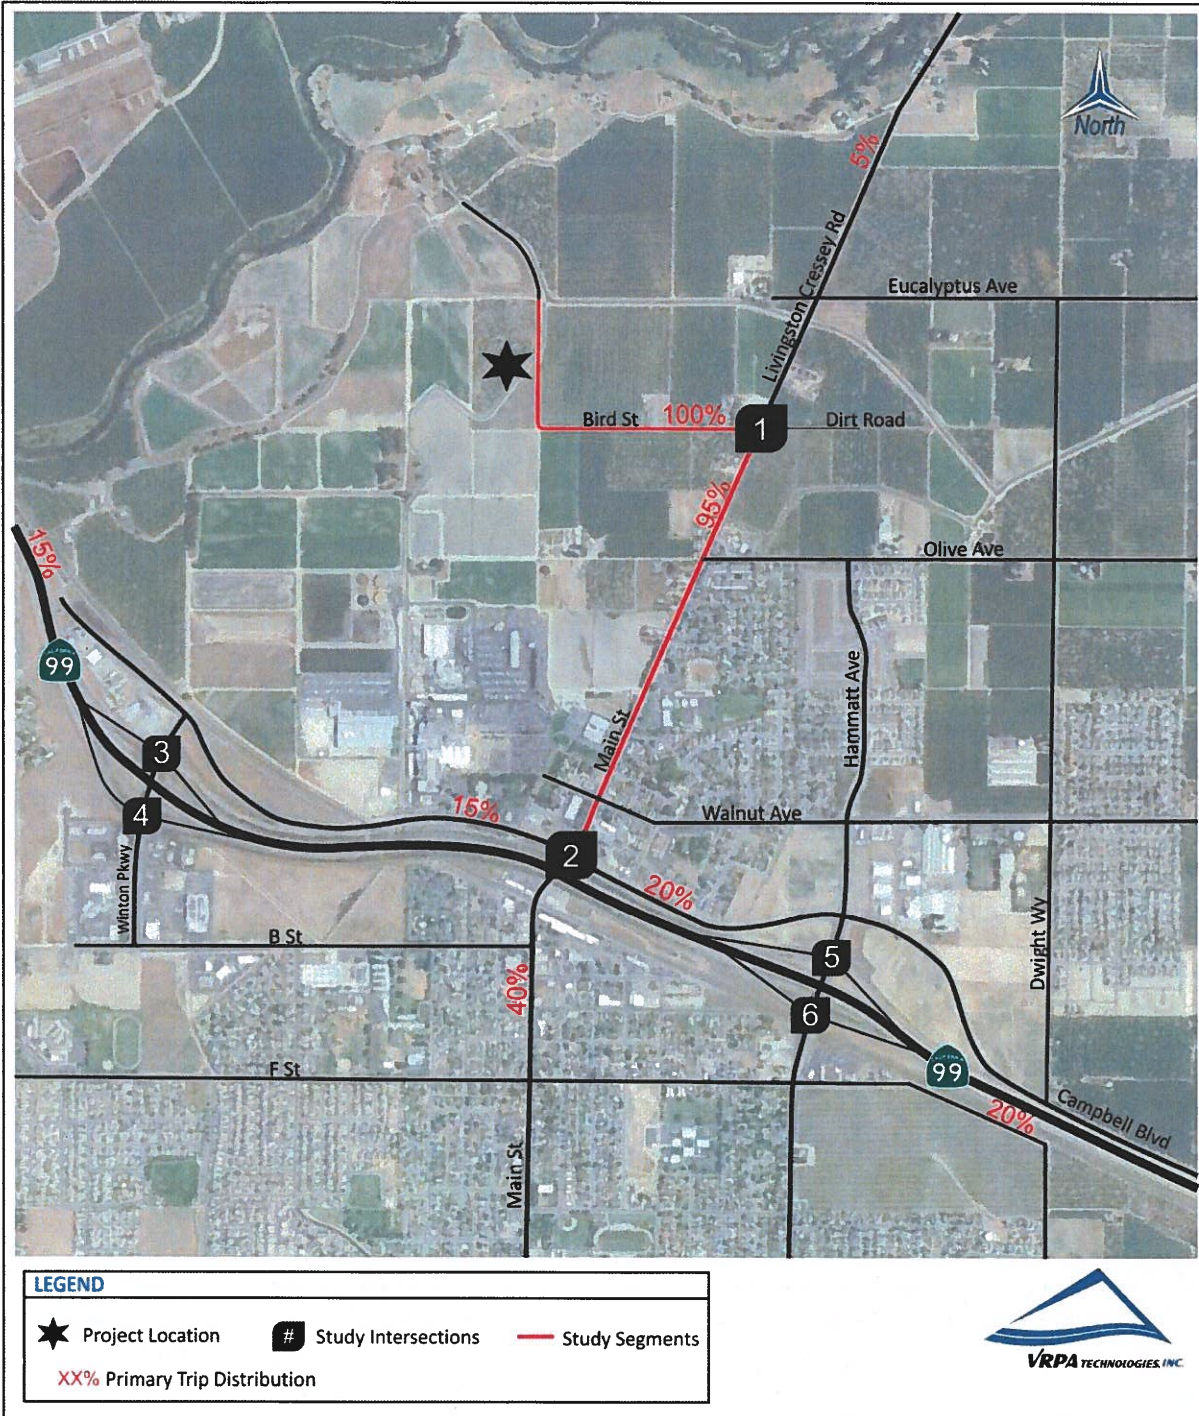 North
5%
Livingston Cressey Rd
Eucalyptus Ave
Bird St
100%
1
Dirt Road
95%
Olive Ave
15%
99
Hammatt Ave
Main St
3
4
Winton Pkwy
15%
Walnut Ave
2
20%
B St
40%
5
6
Dwight Wy
F St
99
20%
Campbell Blvd
Main St
LEGEND
Project Location
# Study Intersections
Study Segments
XX% Primary Trip Distribution
VRPA TECHNOLOGIES, INC.